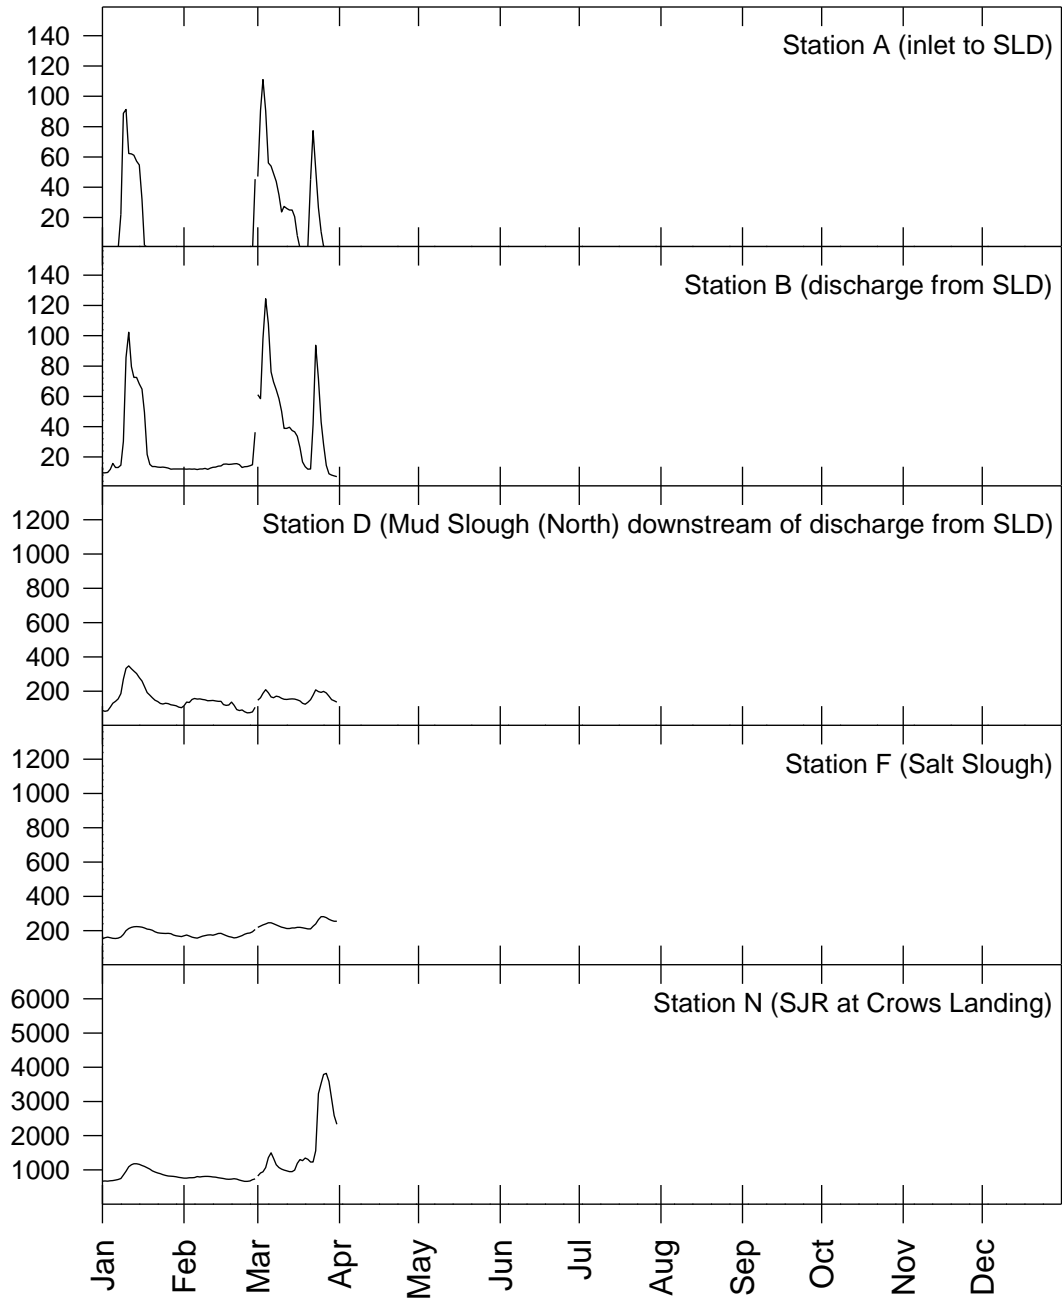 140
Station A (inlet to SLD)
120
100
80
60
40
20
140
Station B (discharge from SLD)
120
100
80
60
40
20
1200
Station D (Mud Slough (North) downstream of discharge from SLD)
1000
800
600
400
200
1200
Station F (Salt Slough)
1000
800
600
400
200
6000
Station N (SJR at Crows Landing)
5000
4000
3000
2000
1000
Jan
Feb
Mar
Apr
May
Jun
Jul
Aug
Sep
Oct
Nov
Dec